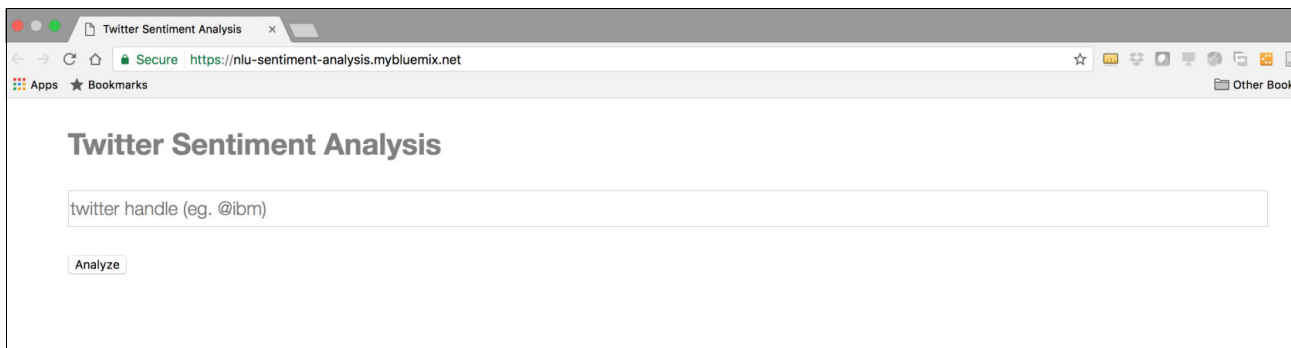 Twitter Sentiment Analysis
Secure https://nlu-sentiment-analysis.mybluemix.net
Apps Bookmarks Other Book
Twitter Sentiment Analysis
twitter handle (eg. @ibm)
Analyze